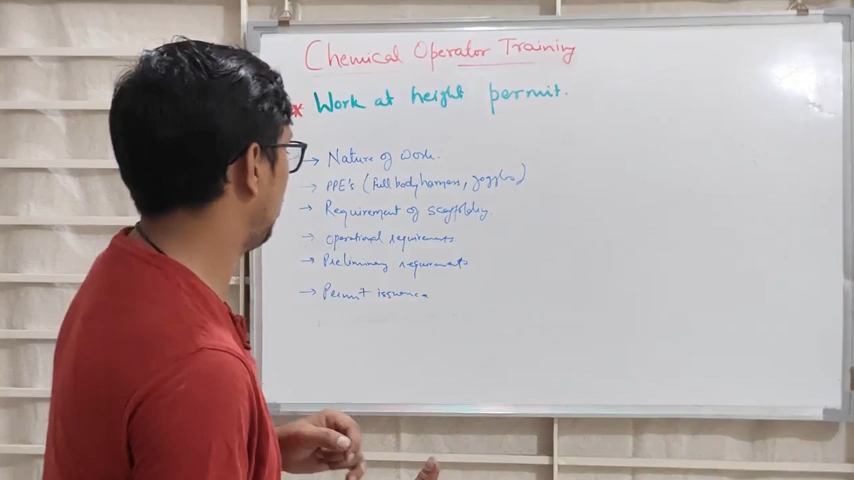 Chemical Operator Training
* Work at height permit.
→ Nature of work.
→ PPE's (Full body harness, goggles)
→ Requirement of scaffolding.
→ Operational requirements.
→ Preliminary requirements
→ Permit issuance